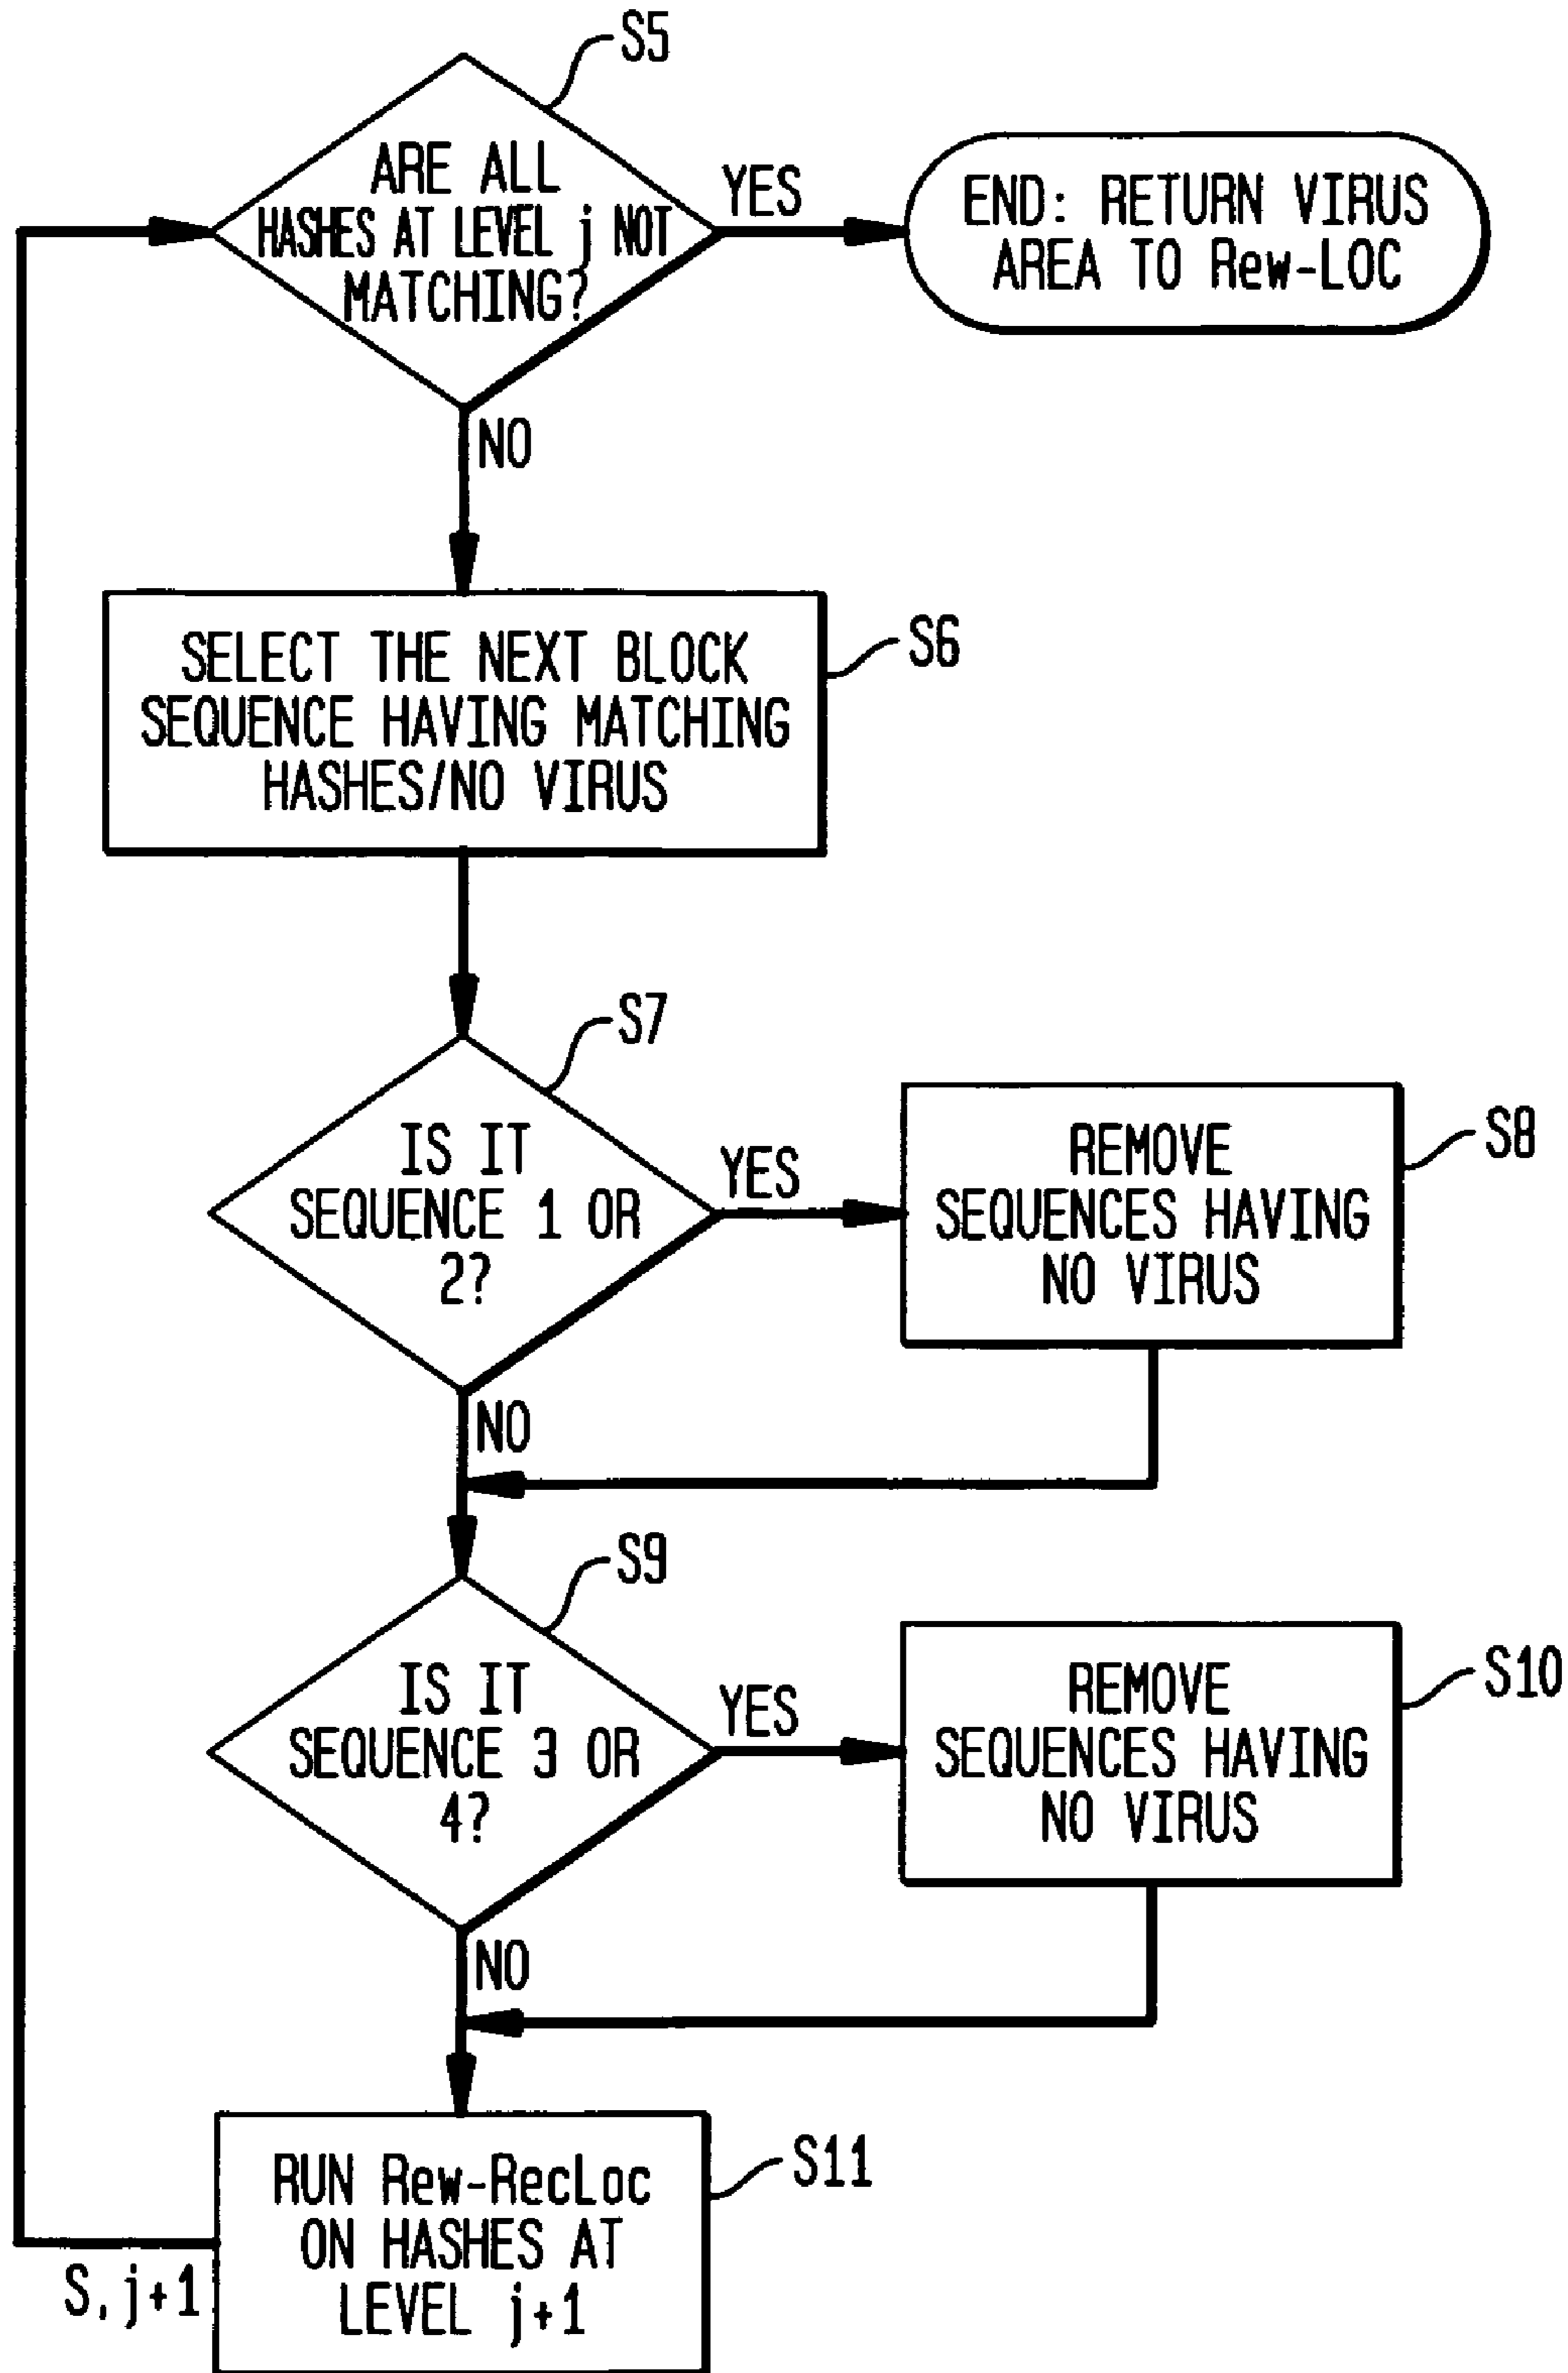 S5
ARE ALL
HASHES AT LEVEL j NOT
MATCHING?
YES
END: RETURN VIRUS
AREA TO Rew-LOC
NO
SELECT THE NEXT BLOCK
SEQUENCE HAVING MATCHING
HASHES/NO VIRUS
S6
S7
IS IT
SEQUENCE 1 OR
2?
YES
REMOVE
SEQUENCES HAVING
NO VIRUS
S8
NO
S9
IS IT
SEQUENCE 3 OR
4?
YES
REMOVE
SEQUENCES HAVING
NO VIRUS
S10
NO
RUN Rew-RecLoc
ON HASHES AT
LEVEL j+1
S11
S, j+1